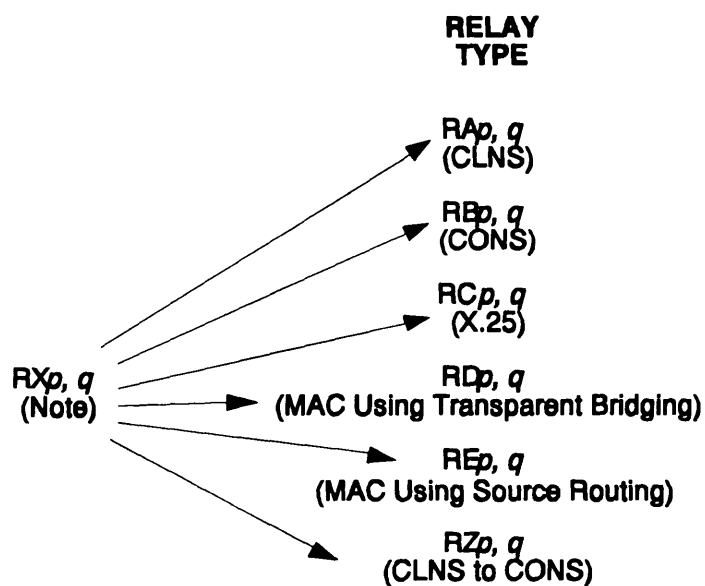 RELAY
TYPE
RAp, q
(CLNS)
RBp, q
(CONS)
RCp, q
(X.25)
RXp, q
(Note)
RDp, q
(MAC Using Transparent Bridging)
REp, q
(MAC Using Source Routing)
RZp, q
(CLNS to CONS)